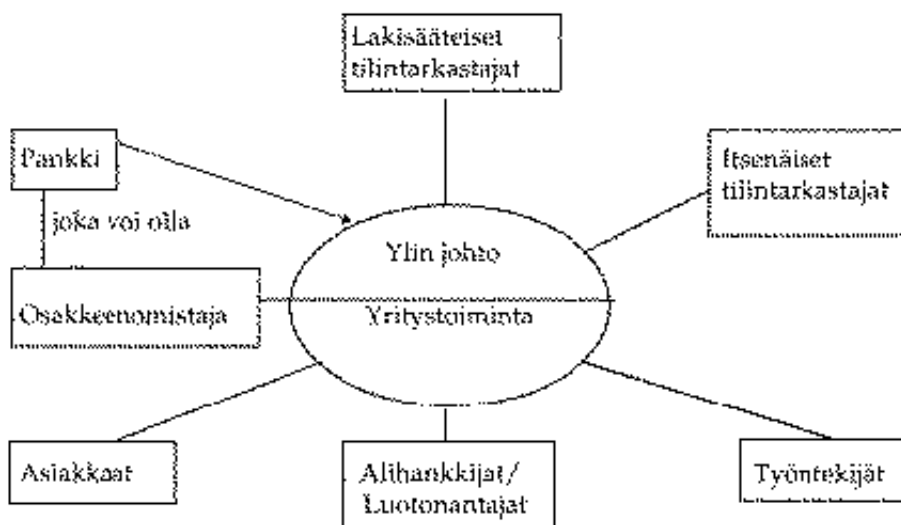 Lakisääteiset
tilintarkastajat
Pankki
Itsenäiset
tilintarkastajat
joka voi olla
Ylin johto
Osakkeenomistaja
Yritystoiminta
Asiakkaat
Alihankkijat/
Luotonantajat
Työntekijät